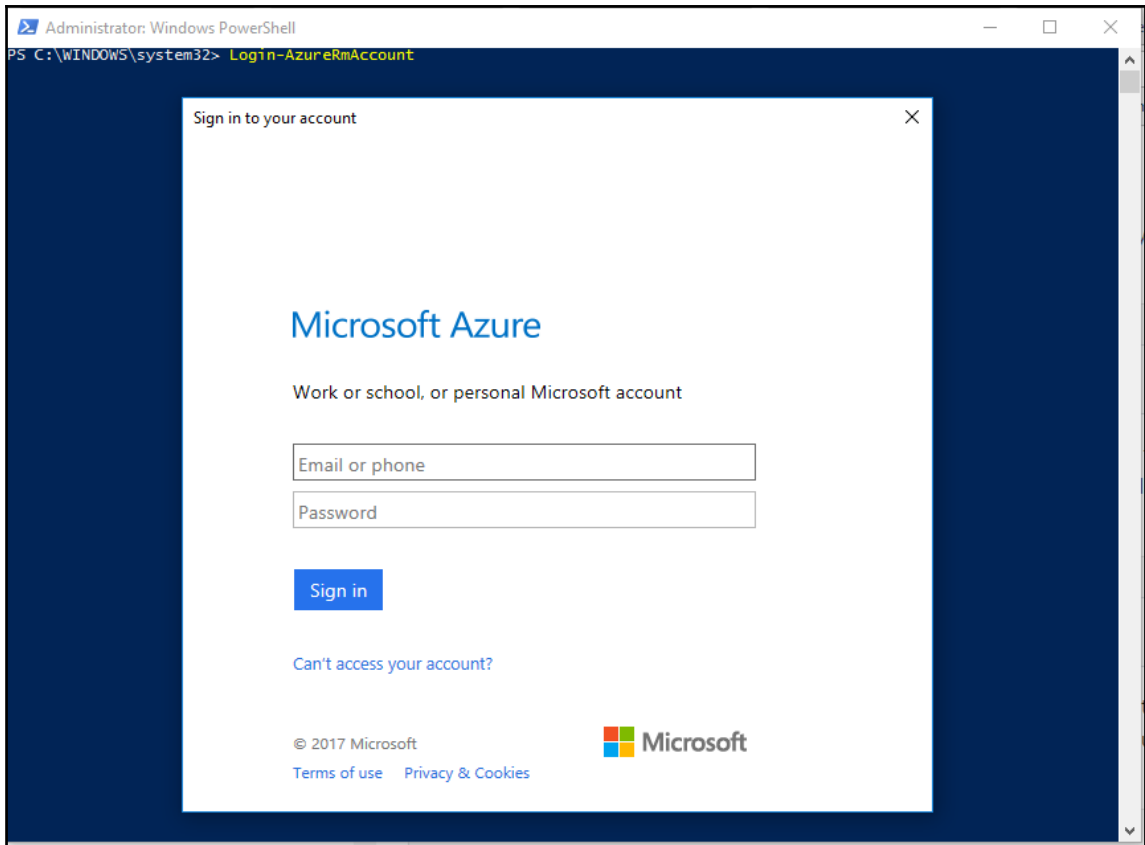 Administrator: Windows PowerShell
PS C:\WINDOWS\system32> Login-AzureRmAccount
Sign in to your account
Microsoft Azure
Work or school, or personal Microsoft account
Email or phone
Password
Sign in
Can't access your account?
© 2017 Microsoft
Microsoft
Terms of use Privacy & Cookies